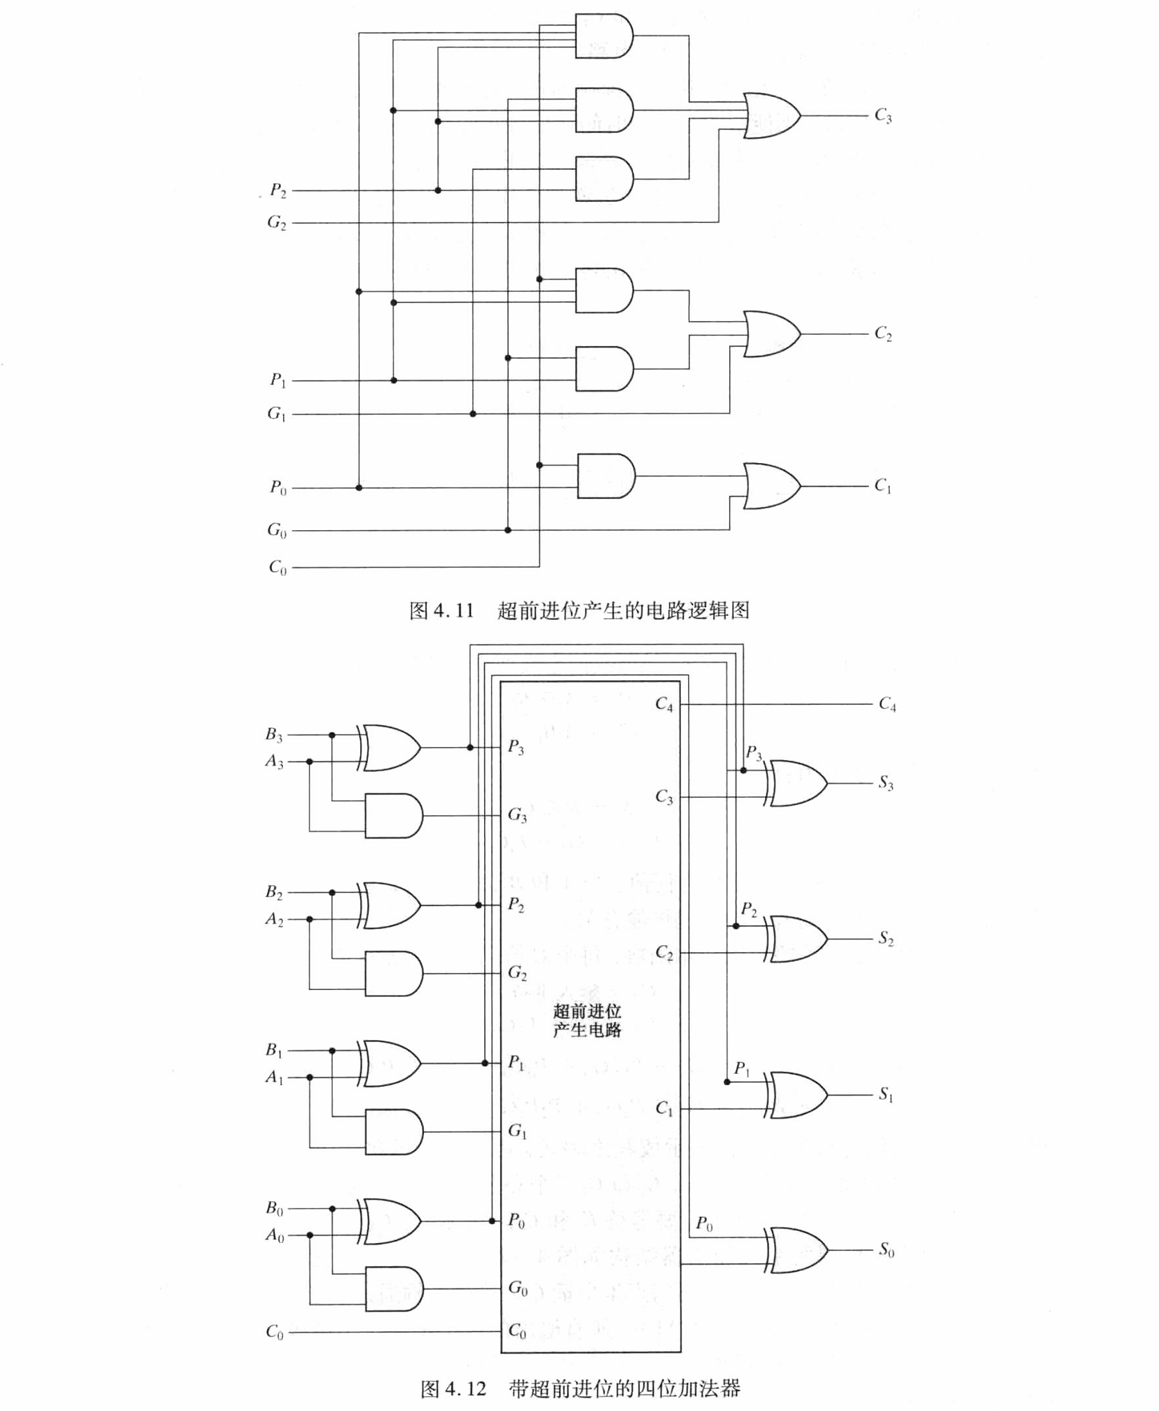 C₃
P₂
G₂
C₂
P₁
G₁
P₀
G₀
C₁
C₀
图 4.11 超前进位产生的电路逻辑图
C₄ C₄
B₃
A₃
P₃
P₃
S₃
C₃
G₃
B₂
A₂
P₂
P₂
S₂
C₂
G₂
超前进位
产生电路
B₁
A₁
P₁
P₁
S₁
C₁
G₁
B₀
A₀
P₀
P₀
S₀
G₀
C₀ C₀
图 4.12 带超前进位的四位加法器